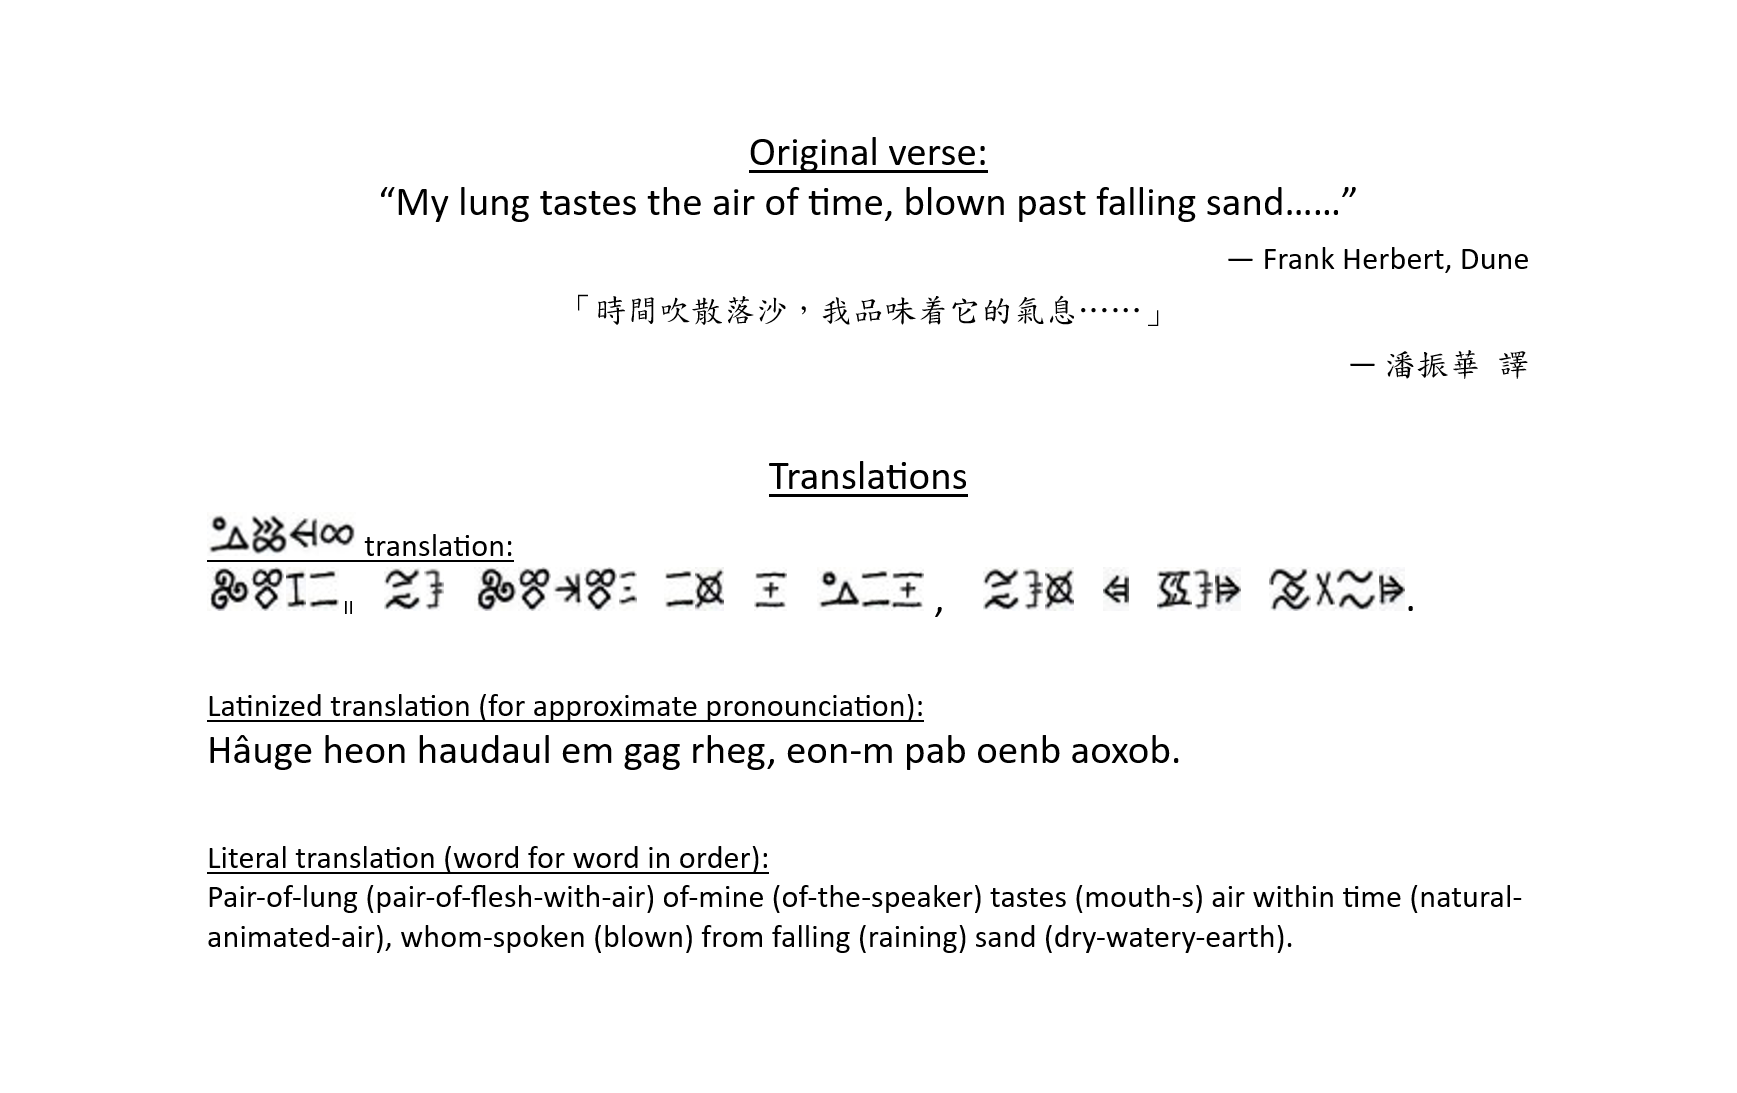 Original verse:
“My lung tastes the air of time, blown past falling sand……”
— Frank Herbert, Dune
「時間吹散落沙，我品味着它的氣息……」
— 潘振華 譯
Translations
translation:
Latinized translation (for approximate pronounciation):
Hâuge heon haudaul em gag rheg, eon-m pab oenb aoxob.
Literal translation (word for word in order):
Pair-of-lung (pair-of-flesh-with-air) of-mine (of-the-speaker) tastes (mouth-s) air within time (natural-
animated-air), whom-spoken (blown) from falling (raining) sand (dry-watery-earth).